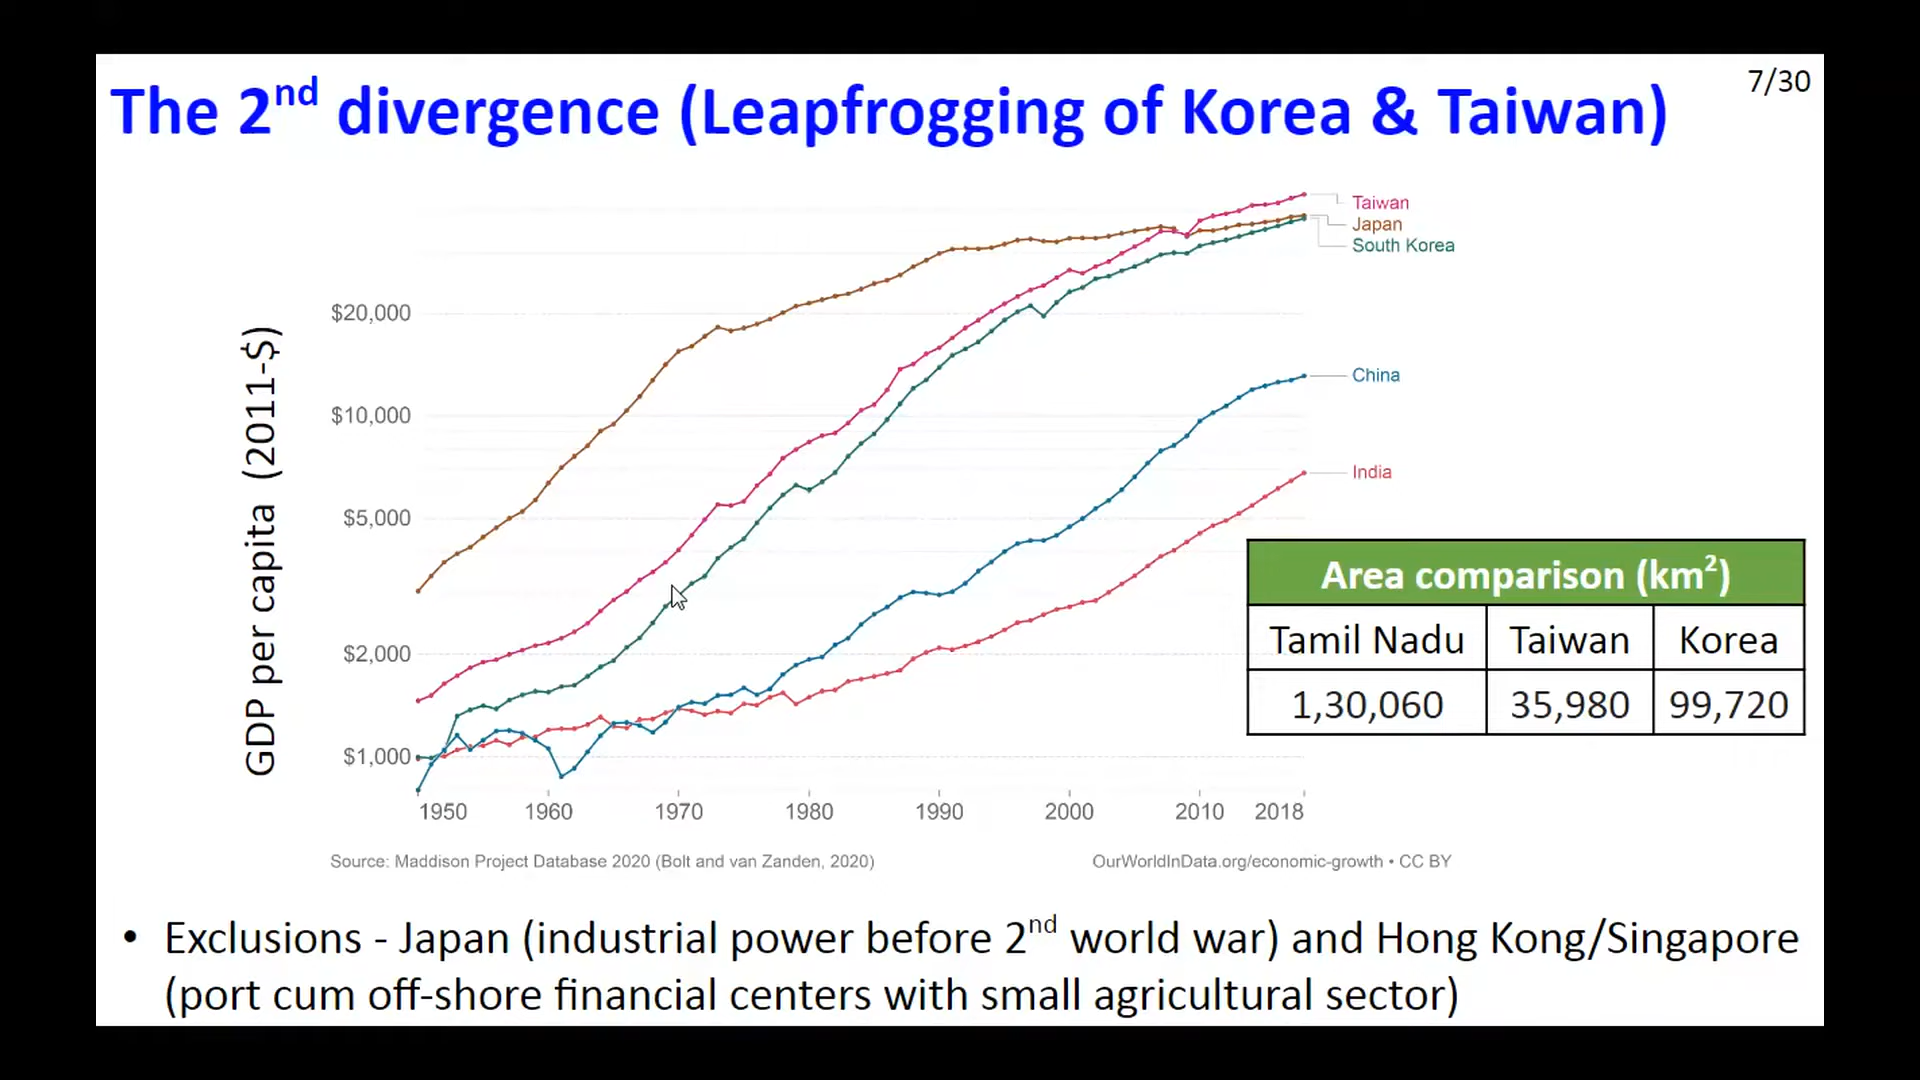 7/30
The 2nd divergence (Leapfrogging of Korea & Taiwan)
GDP per capita (2011-$)
$20,000
$10,000
$5,000
$2,000
$1,000
1950 1960 1970 1980 1990 2000 2010 2018
Taiwan
Japan
South Korea
China
India
Area comparison (km2)
Tamil Nadu Taiwan Korea
1,30,060 35,980 99,720
Source: Maddison Project Database 2020 (Bolt and van Zanden, 2020)
OurWorldInData.org/economic-growth • CC BY
• Exclusions - Japan (industrial power before 2nd world war) and Hong Kong/Singapore
(port cum off-shore financial centers with small agricultural sector)